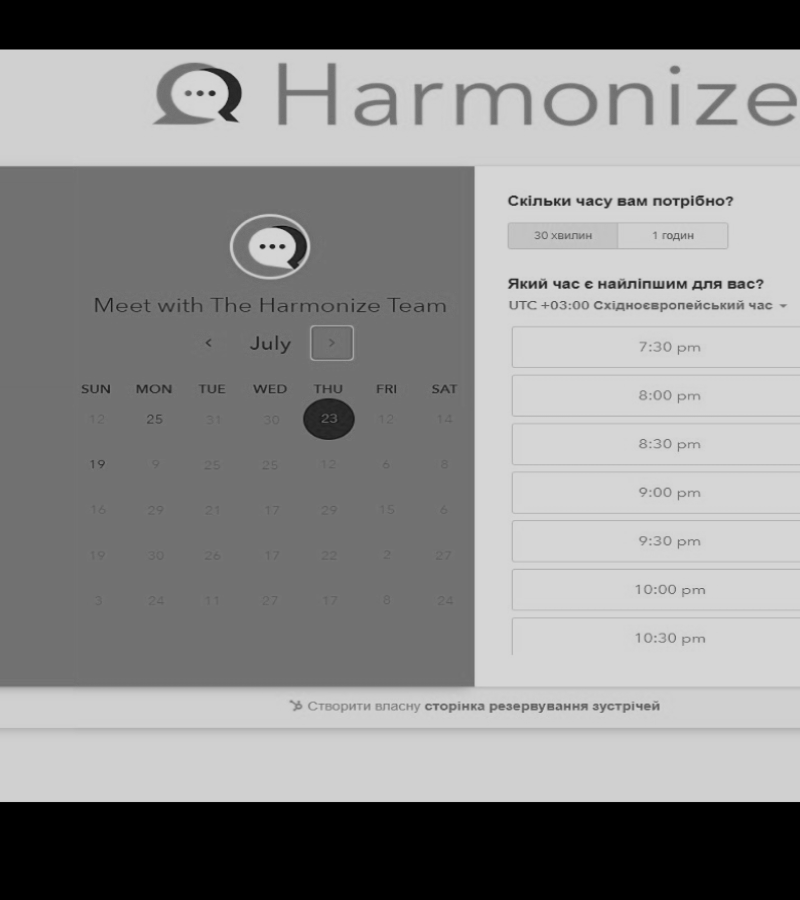 Harmonize
Meet with The Harmonize Team
‹ July ›
SUN MON TUE WED THU FRI SAT
12 25 31 30 23 12 14
19 9 25 25 12 6 8
16 29 21 17 29 15 6
19 30 26 17 22 2 27
3 24 11 27 17 8 24
Скільки часу вам потрібно?
30 хвилин 1 годин
Який час є найліпшим для вас?
UTC +03:00 Східноєвропейський час
7:30 pm
8:00 pm
8:30 pm
9:00 pm
9:30 pm
10:00 pm
10:30 pm
Створити власну сторінка резервування зустрічей